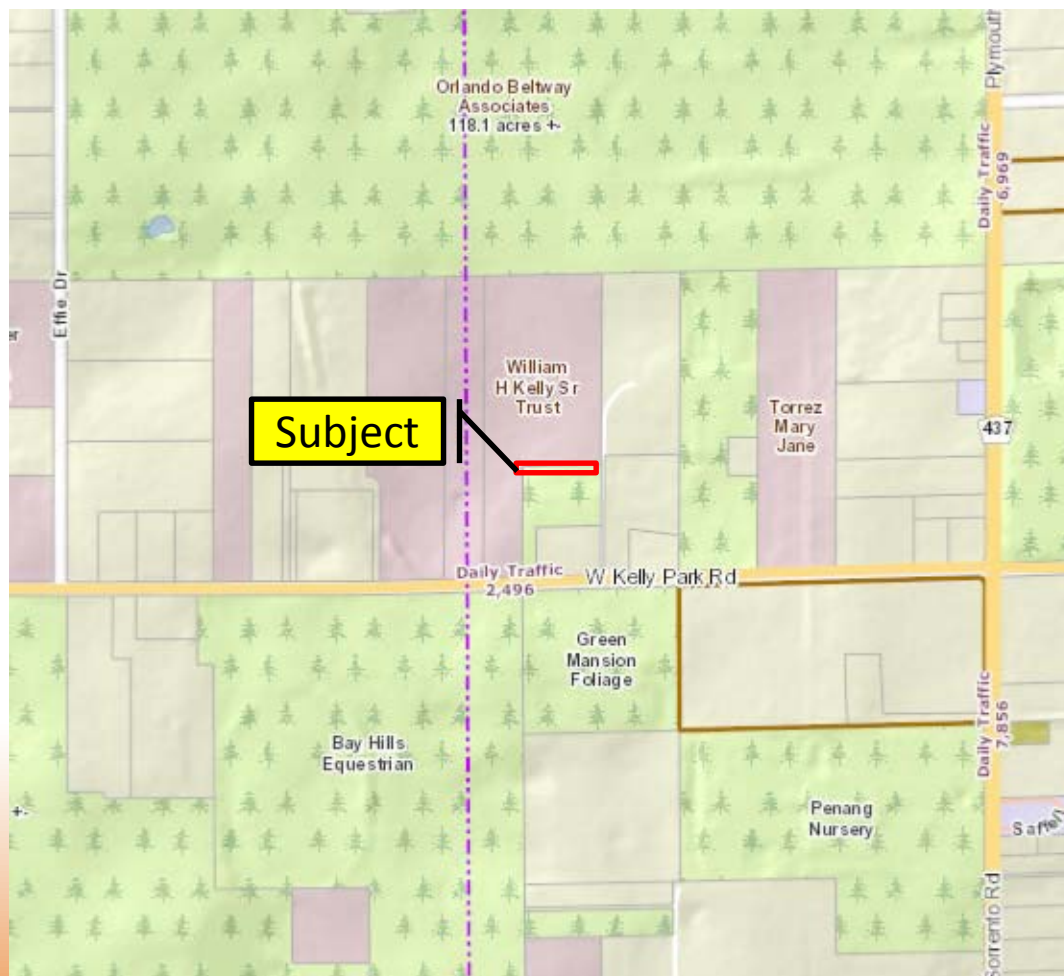 Plymouth
Orlando Beltway
Associates
118.1 acres +-
Daily Traffic
6,969
Effie Dr
er
William
H Kelly Sr
Trust
Subject
Torrez
Mary
Jane
437
Daily Traffic
2,496
W Kelly Park Rd
Green
Mansion
Foliage
Daily Traffic
7,856
Bay Hills
Equestrian
+-
Penang
Nursery
orrento Rd